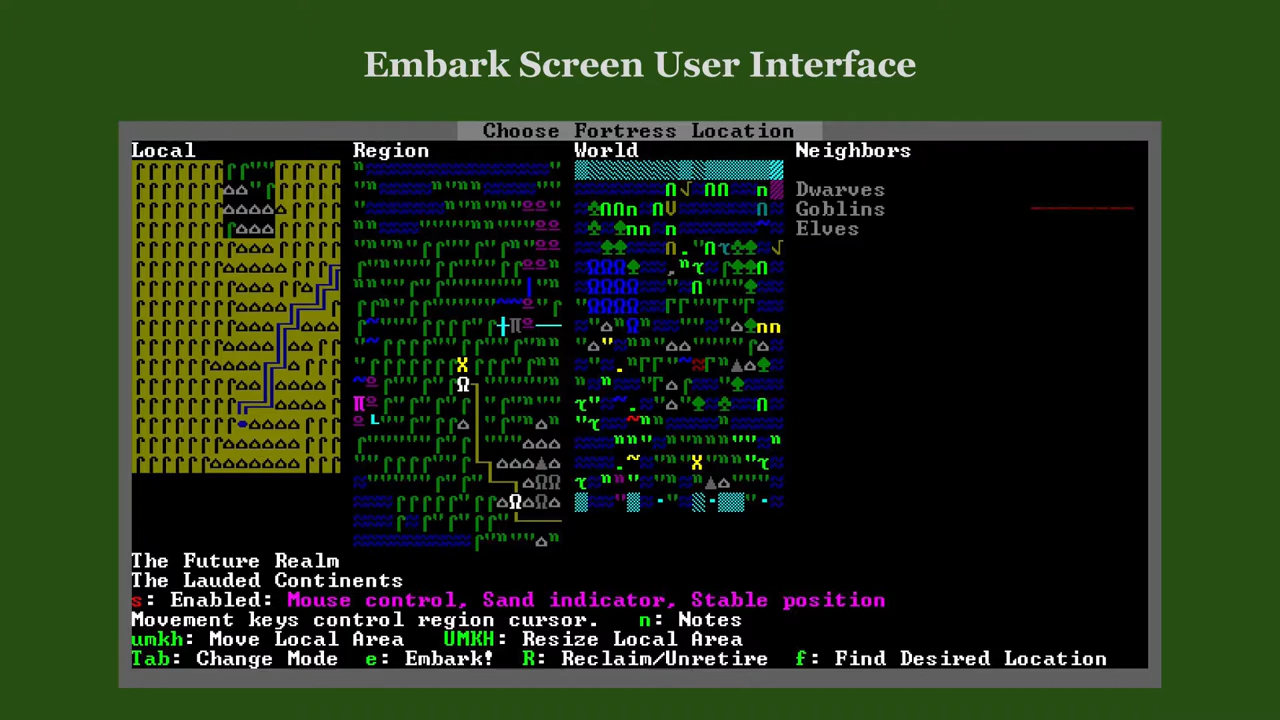 Embark Screen User Interface
Choose Fortress Location
Local Region World Neighbors
Dwarves
Goblins
Elves
The Future Realm
The Lauded Continents
s: Enabled: Mouse control, Sand indicator, Stable position
Movement keys control region cursor. n: Notes
umkh: Move Local Area UMKH: Resize Local Area
Tab: Change Mode e: Embark! R: Reclaim/Unretire f: Find Desired Location